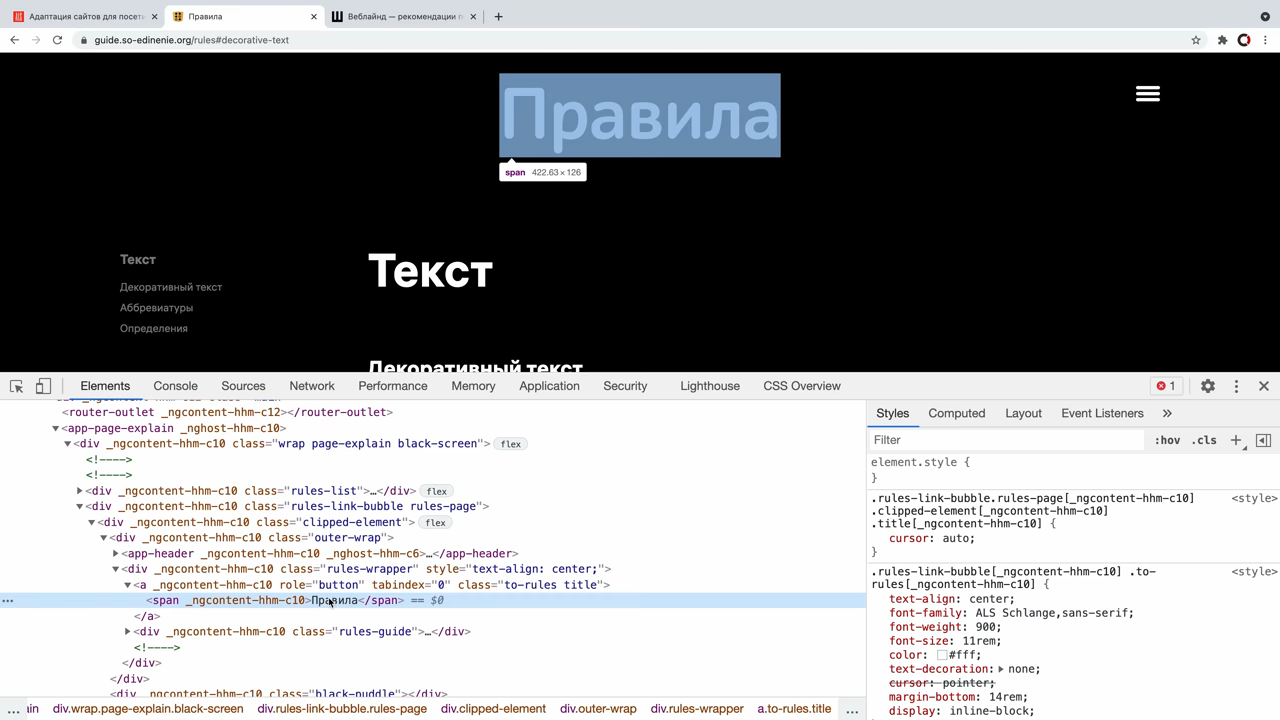 Адаптация сайтов для посети
Правила
Веблайнд — рекомендации п
guide.so-edinenie.org/rules#decorative-text
Правила
span 422.63 × 126
Текст
Декоративный текст
Аббревиатуры
Определения
Текст
Декоративный текст
Elements Console Sources Network Performance Memory Application Security Lighthouse CSS Overview 1
<router-outlet _ngcontent-hhm-c12></router-outlet>
<app-page-explain _nghost-hhm-c10>
<div _ngcontent-hhm-c10 class="wrap page-explain black-screen"> flex
<!---->
<!---->
<div _ngcontent-hhm-c10 class="rules-list">…</div> flex
<div _ngcontent-hhm-c10 class="rules-link-bubble rules-page">
<div _ngcontent-hhm-c10 class="clipped-element"> flex
<div _ngcontent-hhm-c10 class="outer-wrap">
<app-header _ngcontent-hhm-c10 _nghost-hhm-c6>…</app-header>
<div _ngcontent-hhm-c10 class="rules-wrapper" style="text-align: center;">
<a _ngcontent-hhm-c10 role="button" tabindex="0" class="to-rules title">
<span _ngcontent-hhm-c10>Правила</span> == $0
</a>
<div _ngcontent-hhm-c10 class="rules-guide">…</div>
<!---->
</div>
</div>
<div _ngcontent-hhm-c10 class="black-puddle"></div>
ain div.wrap.page-explain.black-screen div.rules-link-bubble.rules-page div.clipped-element div.outer-wrap div.rules-wrapper a.to-rules.title …
Styles Computed Layout Event Listeners »
Filter :hov .cls +
element.style {
}
.rules-link-bubble.rules-page[_ngcontent-hhm-c10] <style>
.clipped-element[_ngcontent-hhm-c10]
.title[_ngcontent-hhm-c10] {
cursor: auto;
}
.rules-link-bubble[_ngcontent-hhm-c10] .to- <style>
rules[_ngcontent-hhm-c10] {
text-align: center;
font-family: ALS Schlange,sans-serif;
font-weight: 900;
font-size: 11rem;
color: #fff;
text-decoration: none;
cursor: pointer;
margin-bottom: 14rem;
display: inline-block;